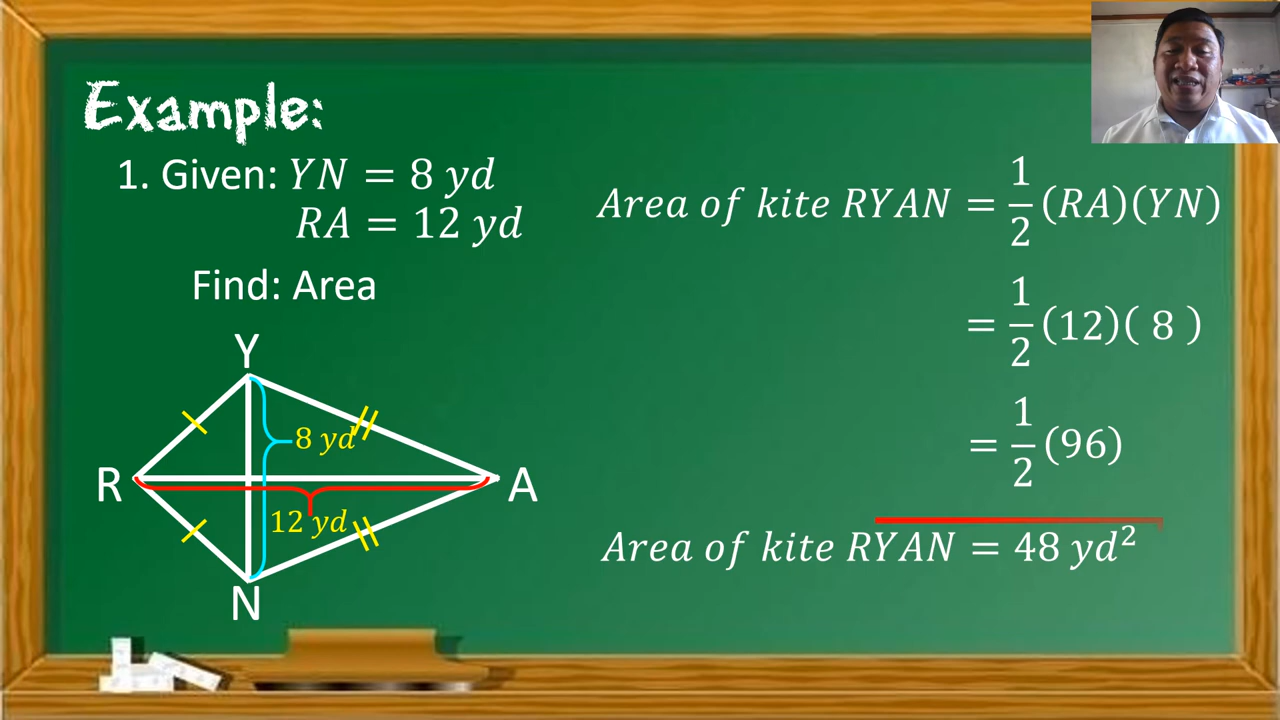 Example:
1. Given: YN = 8 yd
RA = 12 yd
Find: Area
Y
8 yd
R
A
12 yd
N
Area of kite RYAN = 1/2 (RA)(YN)
= 1/2 (12)( 8 )
= 1/2 (96)
Area of kite RYAN = 48 yd²